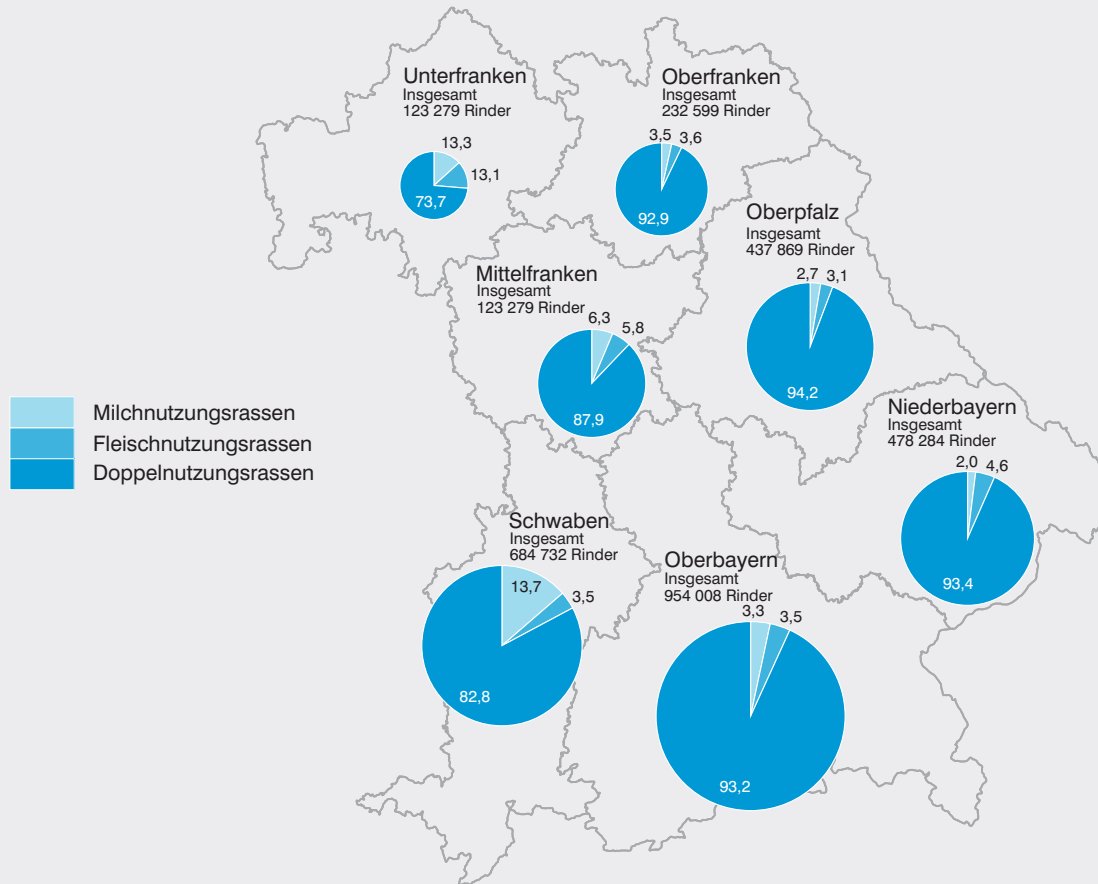 Unterfranken
Insgesamt
123 279 Rinder
13,3
13,1
73,7
Oberfranken
Insgesamt
232 599 Rinder
3,5
3,6
92,9
Oberpfalz
Insgesamt
437 869 Rinder
2,7
3,1
94,2
Mittelfranken
Insgesamt
123 279 Rinder
6,3
5,8
87,9
Milchnutzungsrassen
Fleischnutzungsrassen
Doppelnutzungsrassen
Niederbayern
Insgesamt
478 284 Rinder
2,0
4,6
93,4
Schwaben
Insgesamt
684 732 Rinder
13,7
3,5
82,8
Oberbayern
Insgesamt
954 008 Rinder
3,3
3,5
93,2